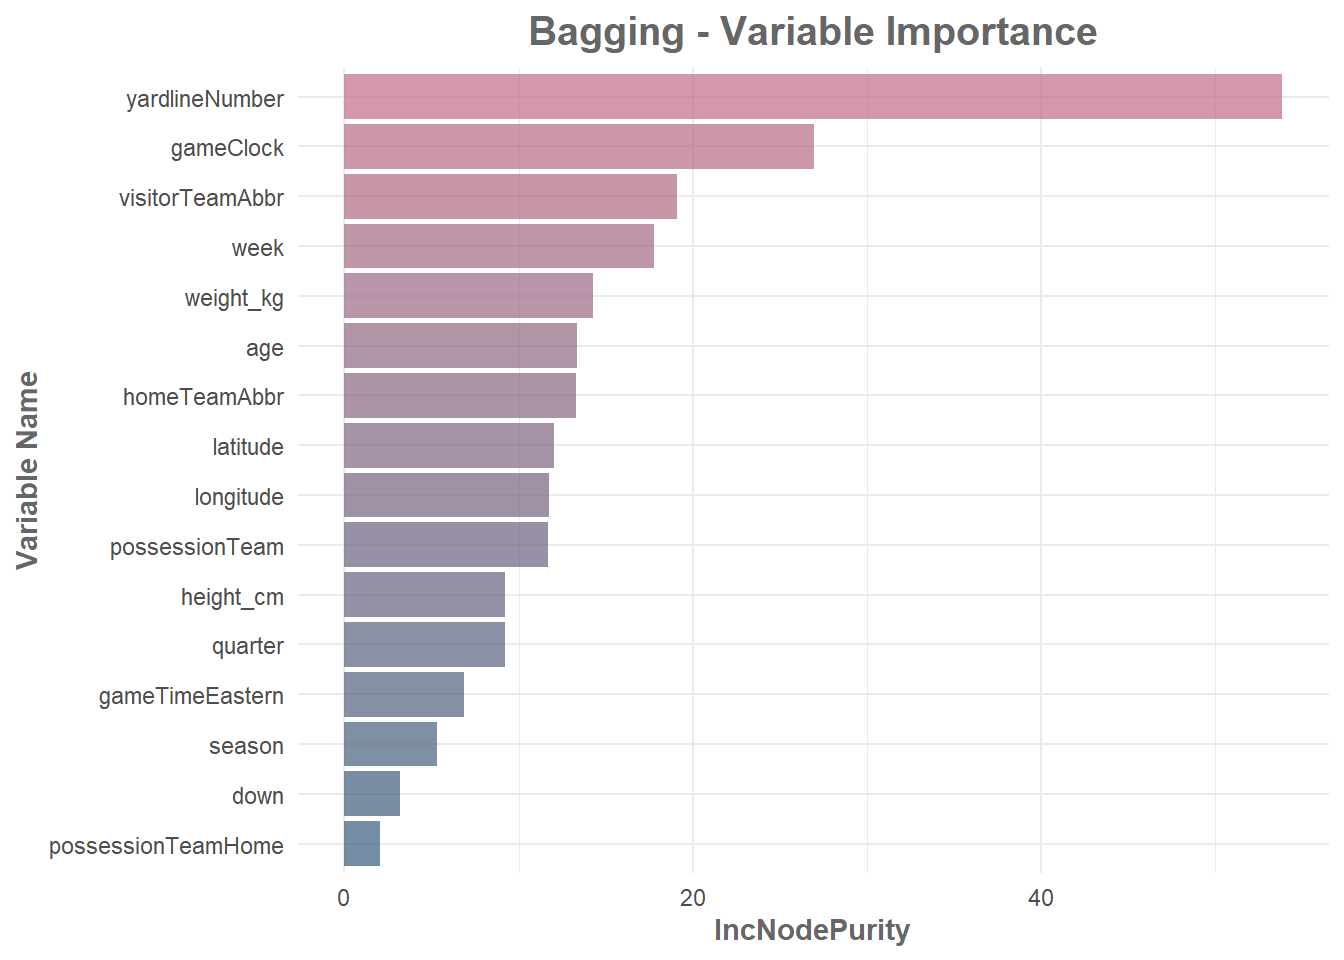 Bagging - Variable Importance
Variable Name
yardlineNumber
gameClock
visitorTeamAbbr
week
weight_kg
age
homeTeamAbbr
latitude
longitude
possessionTeam
height_cm
quarter
gameTimeEastern
season
down
possessionTeamHome
0 20 40
IncNodePurity